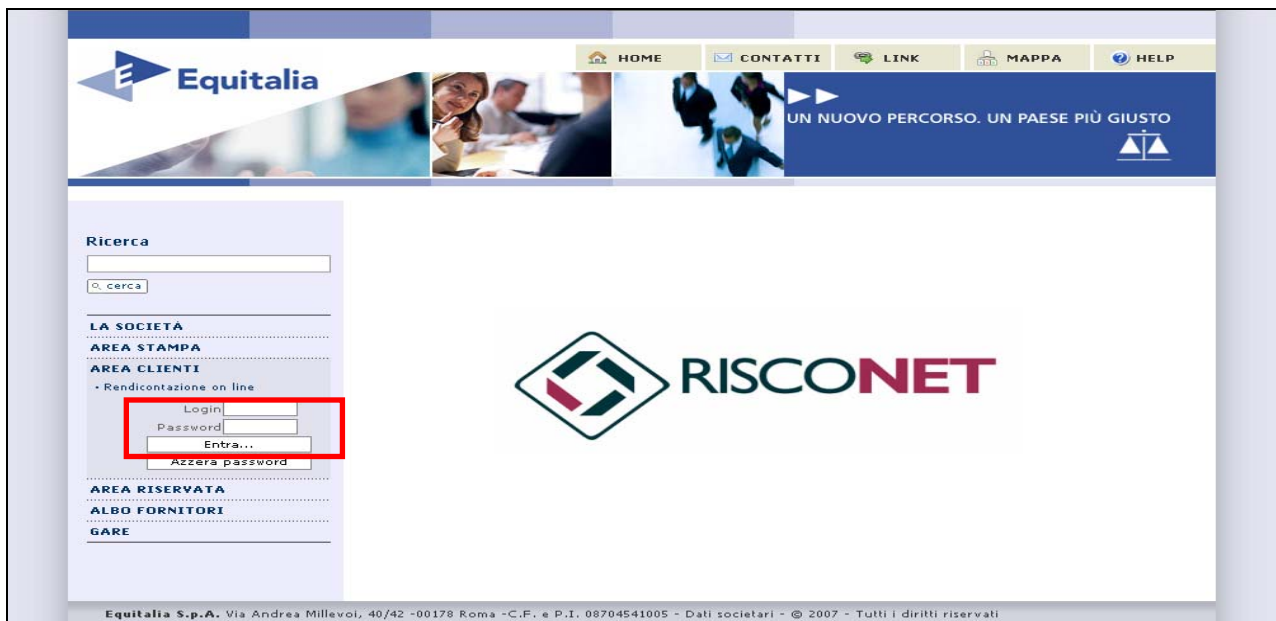 Equitalia
HOME CONTATTI LINK MAPPA HELP
UN NUOVO PERCORSO. UN PAESE PIÙ GIUSTO
Ricerca
cerca
LA SOCIETÀ
AREA STAMPA
AREA CLIENTI
• Rendicontazione on line
Login
Password
Entra...
Azzera password
AREA RISERVATA
ALBO FORNITORI
GARE
RISCONET
Equitalia S.p.A. Via Andrea Millevoi, 40/42 -00178 Roma -C.F. e P.I. 08704541005 - Dati societari - © 2007 - Tutti i diritti riservati